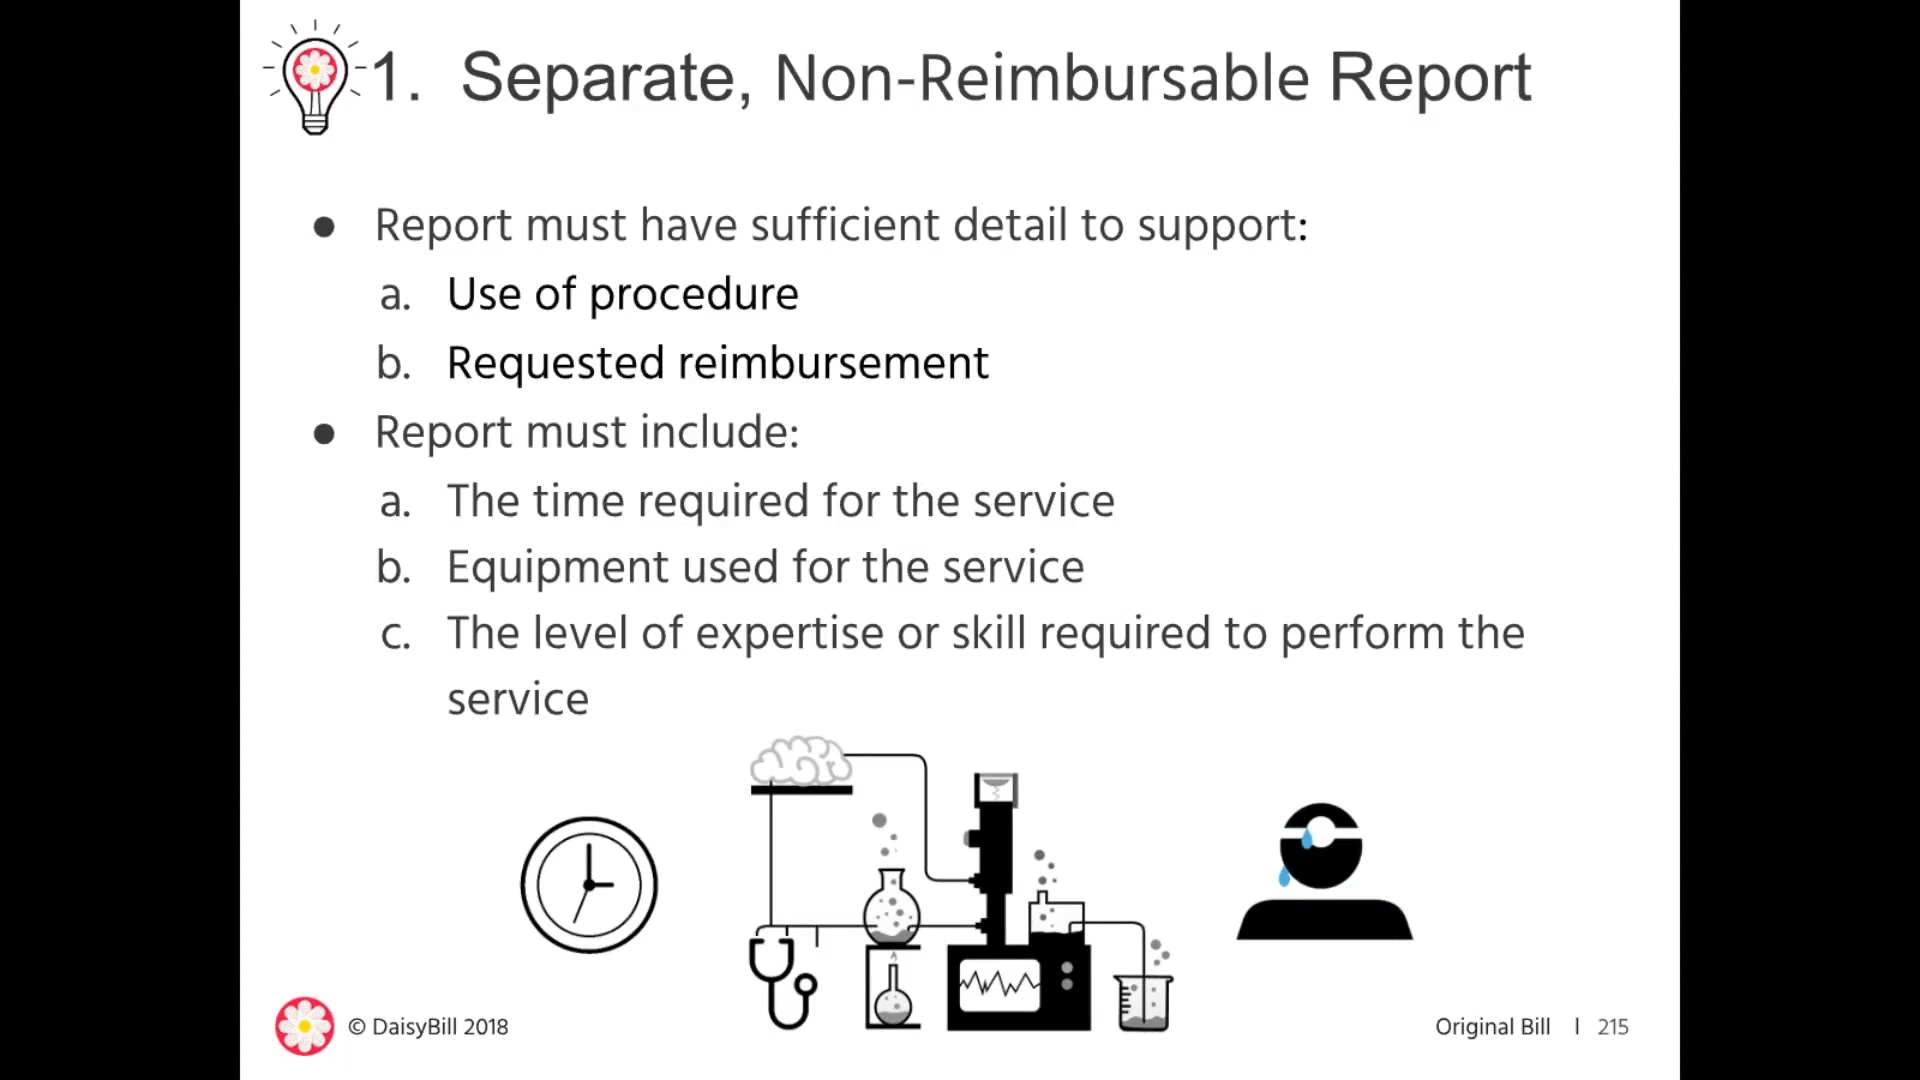 1. Separate, Non-Reimbursable Report
● Report must have sufficient detail to support:
a. Use of procedure
b. Requested reimbursement
● Report must include:
a. The time required for the service
b. Equipment used for the service
c. The level of expertise or skill required to perform the
service
© DaisyBill 2018
Original Bill | 215